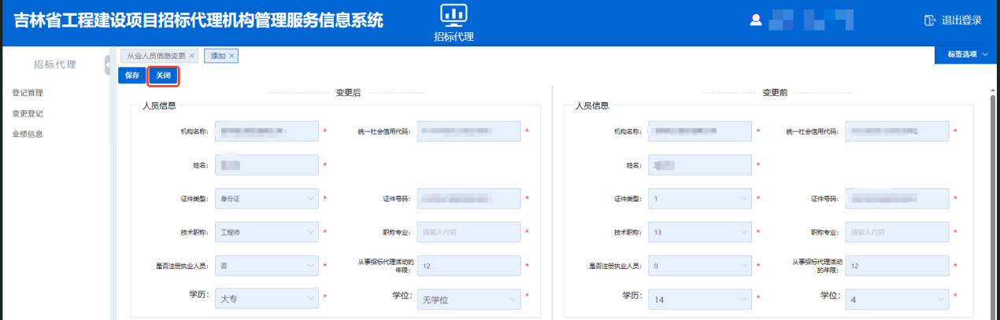 吉林省工程建设项目招标代理机构管理服务信息系统
招标代理
退出登录
招标代理
从业人员信息变更 × 添加 ×
标签选项
保存 关闭
登记管理
变更登记
业绩信息
变更后
人员信息
机构名称: * 统一社会信用代码: *
姓名: *
证件类型: 身份证 * 证件号码: *
技术职称: 工程师 * 职称专业: 请输入内容 *
是否注册执业人员: 否 * 从事招标代理活动的
年限: 12 *
学历: 大专 * 学位: 无学位 *
变更前
人员信息
机构名称: * 统一社会信用代码: *
姓名: *
证件类型: 1 * 证件号码: *
技术职称: 13 * 职称专业: 请输入内容 *
是否注册执业人员: 0 * 从事招标代理活动
的年限: 12 *
学历: 14 * 学位: 4 *